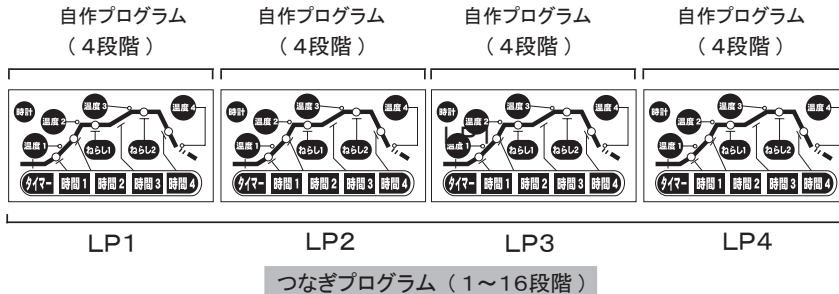 自作プログラム 自作プログラム 自作プログラム 自作プログラム
（4段階） （4段階） （4段階） （4段階）
時計 温度1 温度2 温度3 温度4 ねらし1 ねらし2
タイマー 時間1 時間2 時間3 時間4
時計 温度1 温度2 温度3 温度4 ねらし1 ねらし2
タイマー 時間1 時間2 時間3 時間4
時計 温度1 温度2 温度3 温度4 ねらし1 ねらし2
タイマー 時間1 時間2 時間3 時間4
時計 温度1 温度2 温度3 温度4 ねらし1 ねらし2
タイマー 時間1 時間2 時間3 時間4
LP1 LP2 LP3 LP4
つなぎプログラム（1〜16段階）